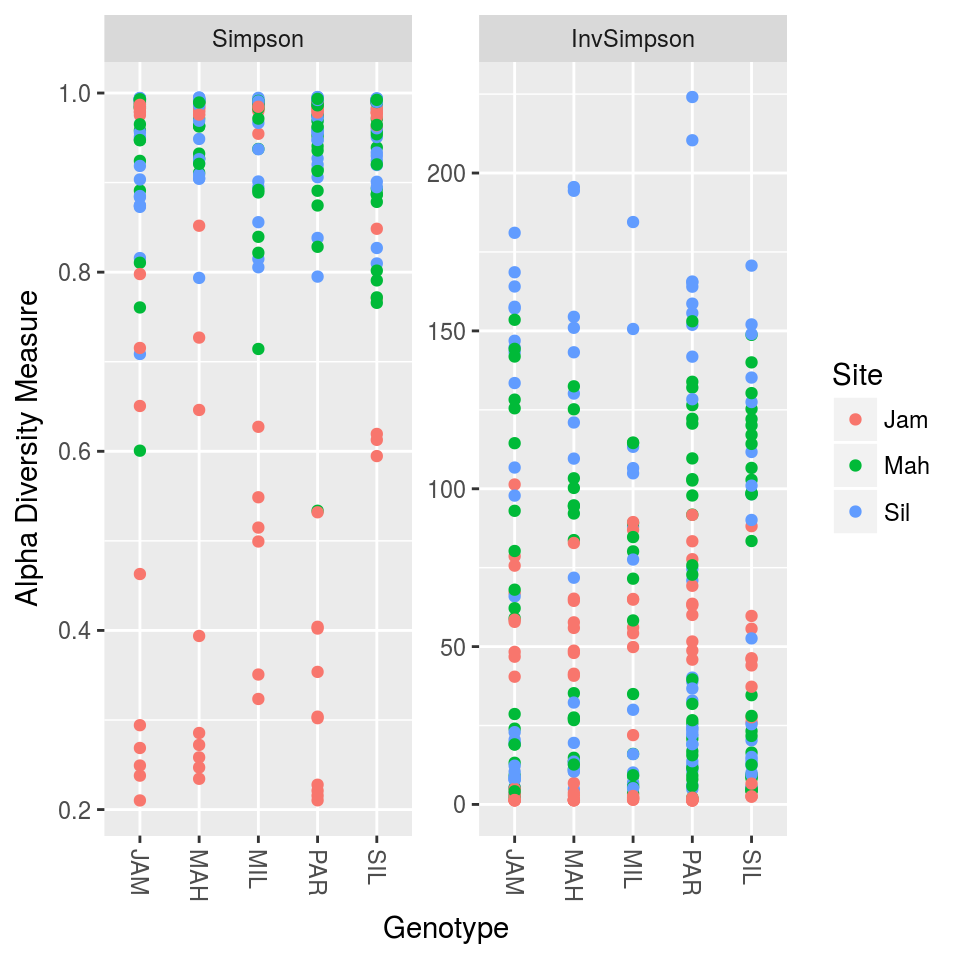 Simpson
InvSimpson
Alpha Diversity Measure
1.0
0.8
0.6
0.4
0.2
200
150
100
50
0
JAM
MAH
MIL
PAR
SIL
JAM
MAH
MIL
PAR
SIL
Genotype
Site
Jam
Mah
Sil